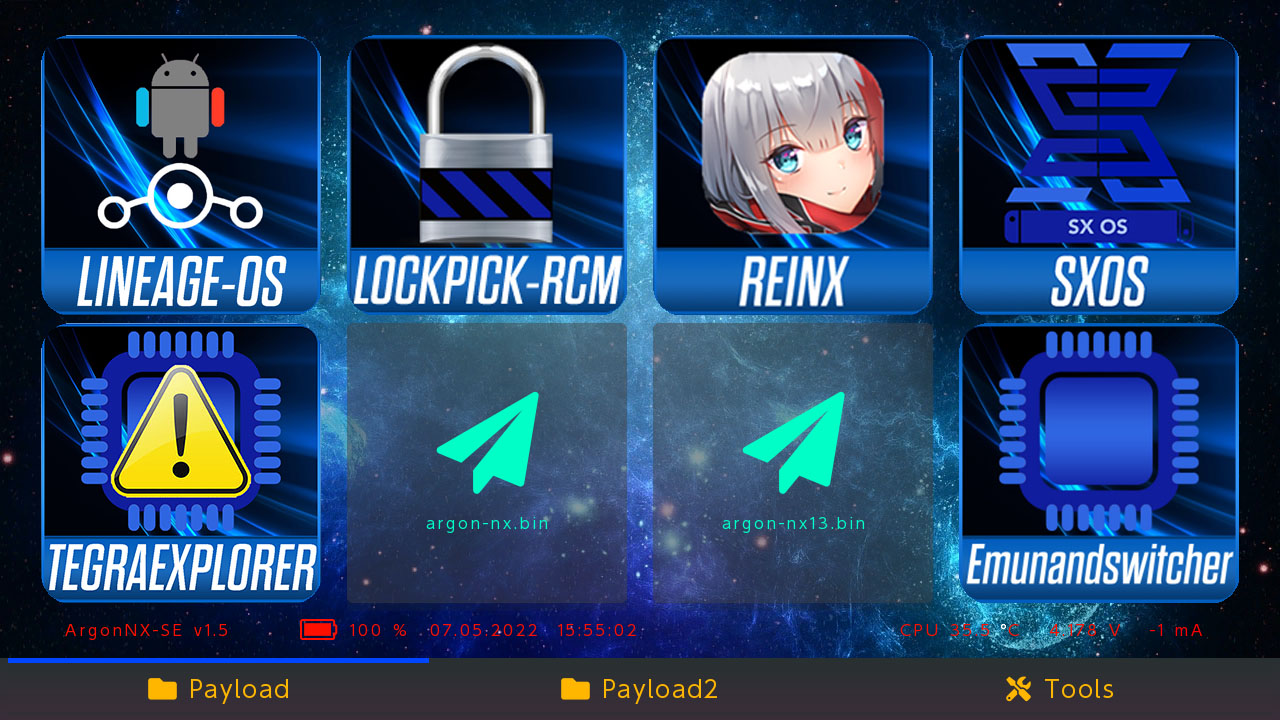 SX OS
LINEAGE-OS
LOCKPICK-RCM
REINX
SXOS
argon-nx.bin
argon-nx13.bin
TEGRAEXPLORER
Emunandswitcher
ArgonNX-SE v1.5
100 % 07.05.2022 15:55:02
CPU 35.5 °C 4.178 V -1 mA
Payload
Payload2
Tools